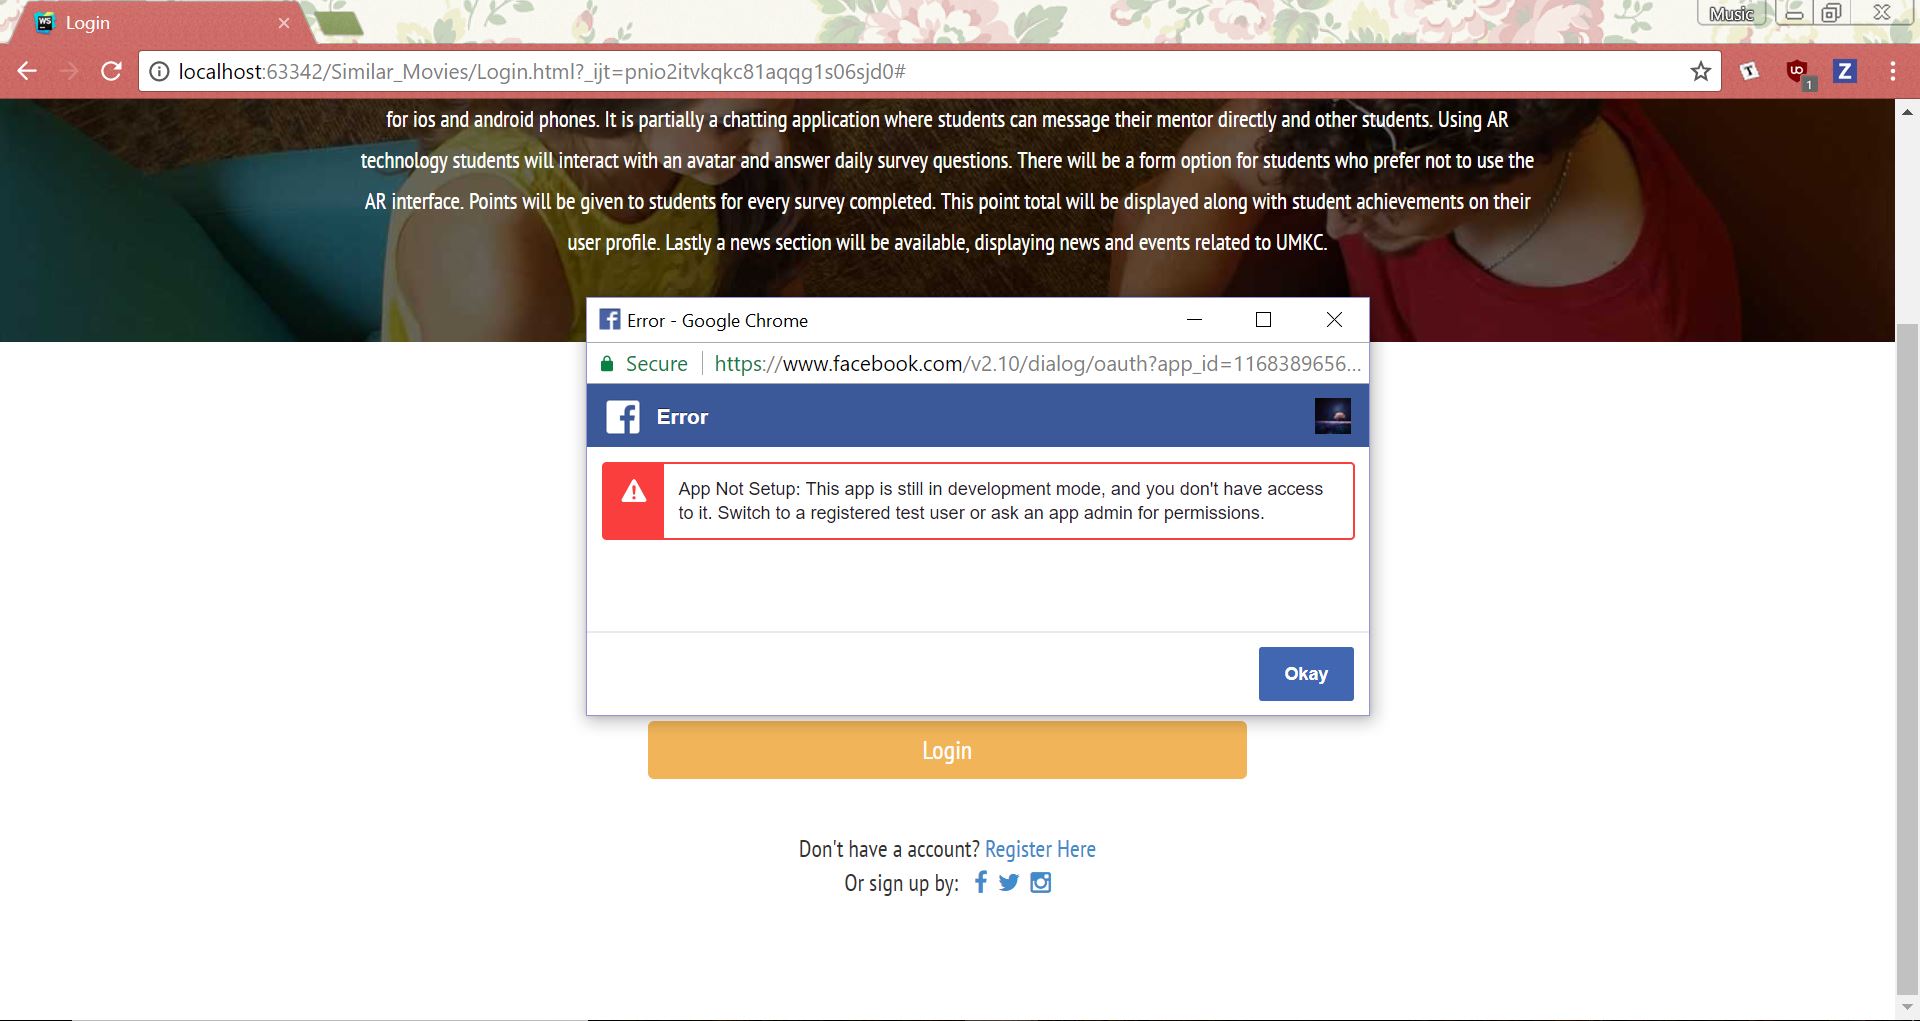 Login
Music
localhost:63342/Similar_Movies/Login.html?_ijt=pnio2itvkqkc81aqqg1s06sjd0#
1
for ios and android phones. It is partially a chatting application where students can message their mentor directly and other students. Using AR
technology students will interact with an avatar and answer daily survey questions. There will be a form option for students who prefer not to use the
AR interface. Points will be given to students for every survey completed. This point total will be displayed along with student achievements on their
user profile. Lastly a news section will be available, displaying news and events related to UMKC.
Error - Google Chrome
Secure https://www.facebook.com/v2.10/dialog/oauth?app_id=1168389656...
Error
App Not Setup: This app is still in development mode, and you don't have access
to it. Switch to a registered test user or ask an app admin for permissions.
Okay
Login
Don't have a account? Register Here
Or sign up by: